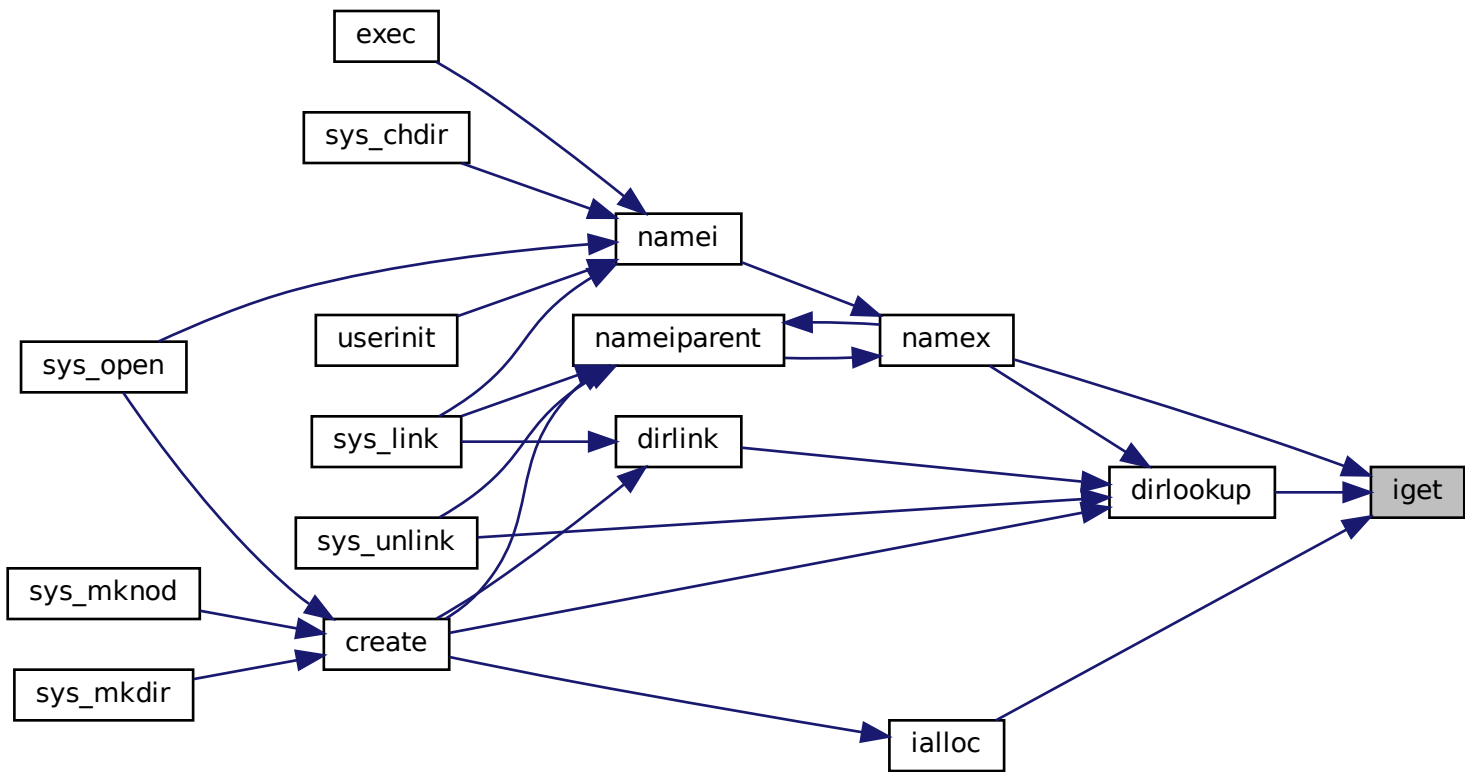 exec
sys_chdir
namei
userinit
nameiparent
namex
sys_open
sys_link
dirlink
dirlookup
iget
sys_unlink
sys_mknod
create
sys_mkdir
ialloc